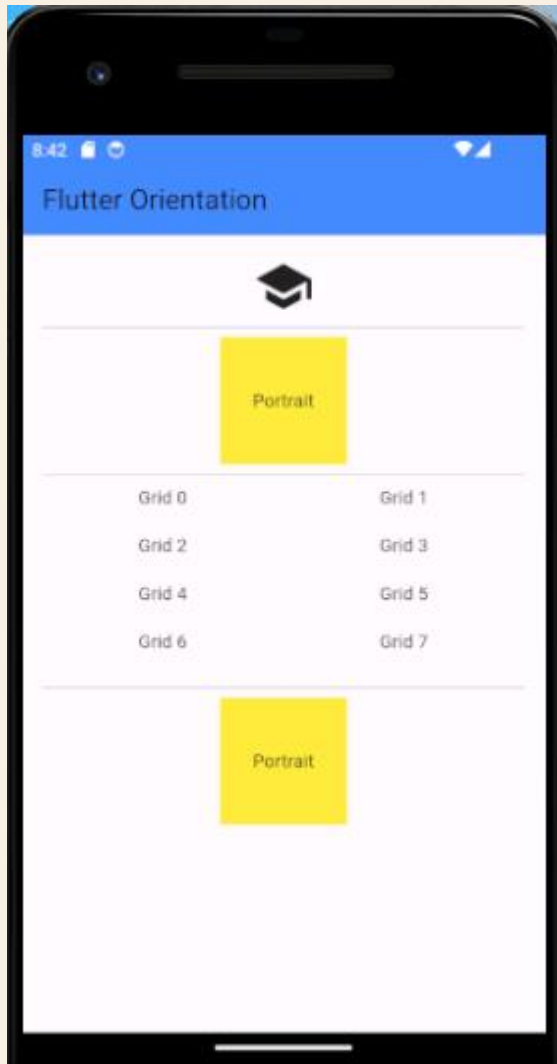 8:42
Flutter Orientation
Portrait
Grid 0 Grid 1
Grid 2 Grid 3
Grid 4 Grid 5
Grid 6 Grid 7
Portrait